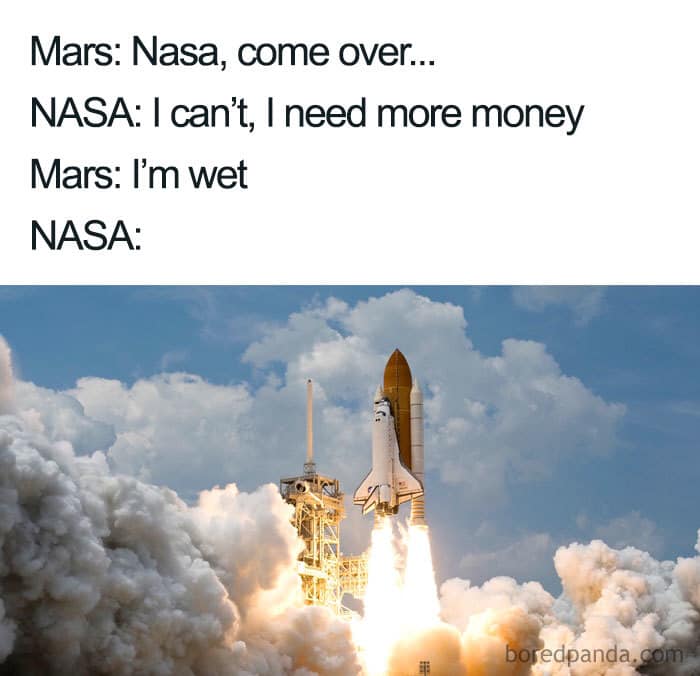 Mars: Nasa, come over...
NASA: I can’t, I need more money
Mars: I’m wet
NASA:
boredpanda.com